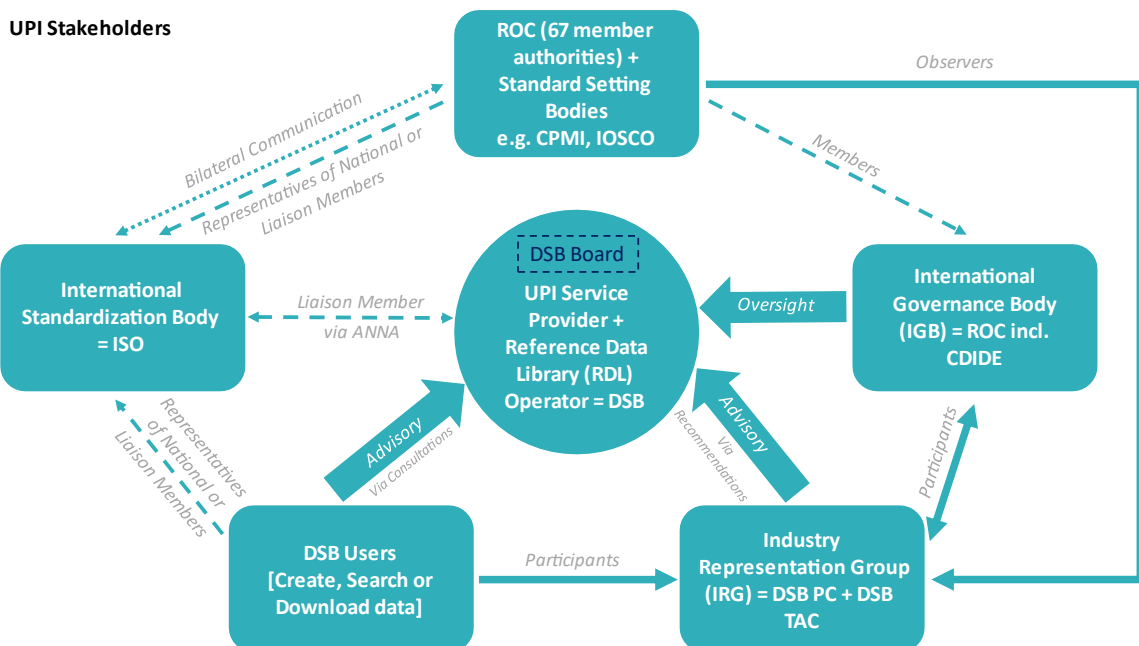 UPI Stakeholders
ROC (67 member
authorities) +
Standard Setting
Bodies
e.g. CPMI, IOSCO
Observers
Bilateral Communication
Representatives of National or
Liaison Members
Members
DSB Board
UPI Service
Provider +
Reference Data
Library (RDL)
Operator = DSB
International
Standardization Body
= ISO
Liaison Member
via ANNA
Oversight
International
Governance Body
(IGB) = ROC incl.
CDIDE
Representatives
of National or
Liaison Members
Advisory
Via Consultations
Advisory
Via
Recommendations
Participants
DSB Users
[Create, Search or
Download data]
Participants
Industry
Representation Group
(IRG) = DSB PC + DSB
TAC